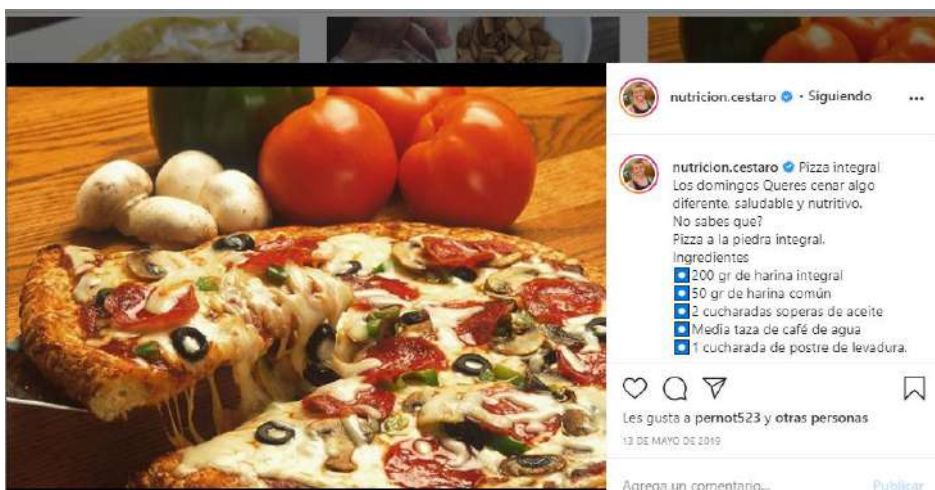 nutricion.cestaro • Siguiendo
nutricion.cestaro Pizza integral
Los domingos Queres cenar algo
diferente, saludable y nutritivo.
No sabes que?
Pizza a la piedra integral.
Ingredientes
200 gr de harina integral
50 gr de harina común
2 cucharadas soperas de aceite
Media taza de café de agua
1 cucharada de postre de levadura.
Les gusta a pernot523 y otras personas
13 DE MAYO DE 2019
Agrega un comentario...
Publicar